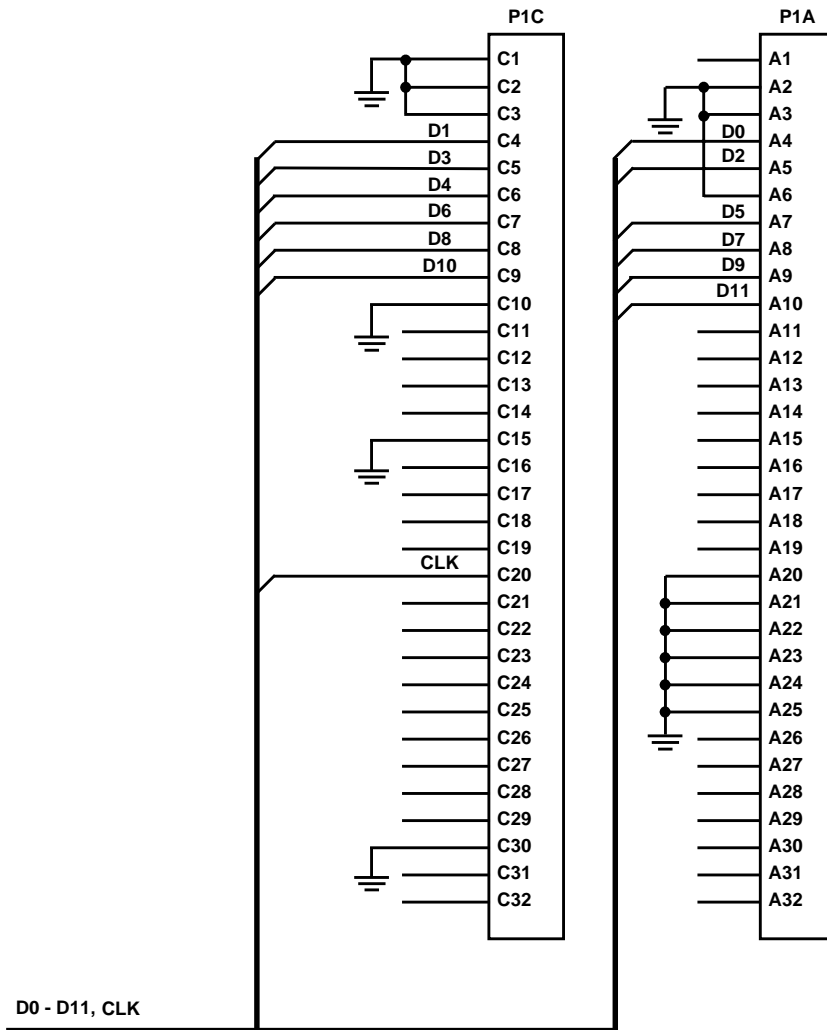 P1C
C1
C2
C3
D1
C4
D3
C5
D4
C6
D6
C7
D8
C8
D10
C9
C10
C11
C12
C13
C14
C15
C16
C17
C18
C19
CLK
C20
C21
C22
C23
C24
C25
C26
C27
C28
C29
C30
C31
C32
P1A
A1
A2
A3
D0
A4
D2
A5
A6
D5
A7
D7
A8
D9
A9
D11
A10
A11
A12
A13
A14
A15
A16
A17
A18
A19
A20
A21
A22
A23
A24
A25
A26
A27
A28
A29
A30
A31
A32
D0 - D11, CLK